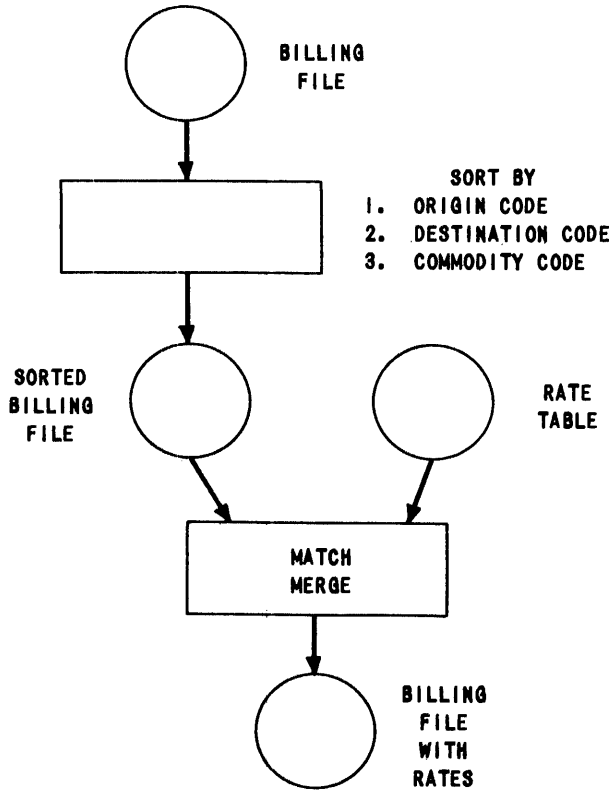 BILLING
FILE
SORT BY
1. ORIGIN CODE
2. DESTINATION CODE
3. COMMODITY CODE
SORTED
BILLING
FILE
RATE
TABLE
MATCH
MERGE
BILLING
FILE
WITH
RATES